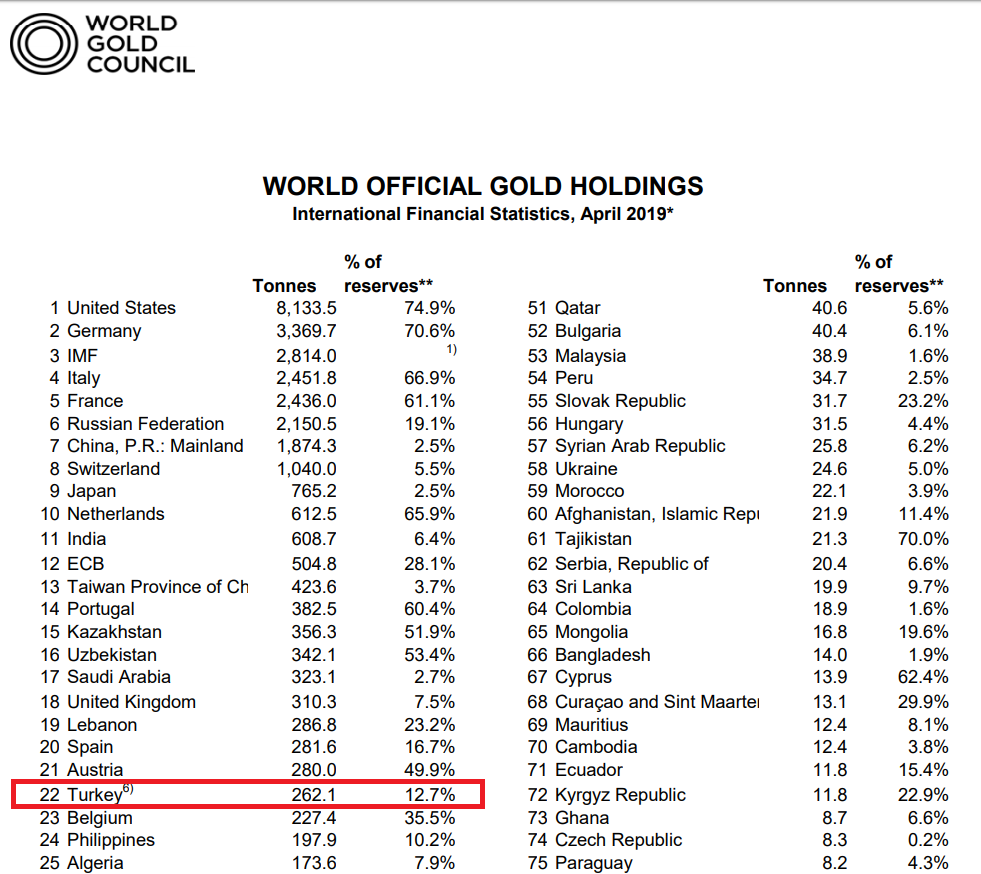 WORLD
GOLD
COUNCIL
WORLD OFFICIAL GOLD HOLDINGS
International Financial Statistics, April 2019*
% of
Tonnes reserves**
1 United States 8,133.5 74.9%
2 Germany 3,369.7 70.6%
3 IMF 2,814.0 1)
4 Italy 2,451.8 66.9%
5 France 2,436.0 61.1%
6 Russian Federation 2,150.5 19.1%
7 China, P.R.: Mainland 1,874.3 2.5%
8 Switzerland 1,040.0 5.5%
9 Japan 765.2 2.5%
10 Netherlands 612.5 65.9%
11 India 608.7 6.4%
12 ECB 504.8 28.1%
13 Taiwan Province of Ch 423.6 3.7%
14 Portugal 382.5 60.4%
15 Kazakhstan 356.3 51.9%
16 Uzbekistan 342.1 53.4%
17 Saudi Arabia 323.1 2.7%
18 United Kingdom 310.3 7.5%
19 Lebanon 286.8 23.2%
20 Spain 281.6 16.7%
21 Austria 280.0 49.9%
22 Turkey6) 262.1 12.7%
23 Belgium 227.4 35.5%
24 Philippines 197.9 10.2%
25 Algeria 173.6 7.9%
% of
Tonnes reserves**
51 Qatar 40.6 5.6%
52 Bulgaria 40.4 6.1%
53 Malaysia 38.9 1.6%
54 Peru 34.7 2.5%
55 Slovak Republic 31.7 23.2%
56 Hungary 31.5 4.4%
57 Syrian Arab Republic 25.8 6.2%
58 Ukraine 24.6 5.0%
59 Morocco 22.1 3.9%
60 Afghanistan, Islamic Repu 21.9 11.4%
61 Tajikistan 21.3 70.0%
62 Serbia, Republic of 20.4 6.6%
63 Sri Lanka 19.9 9.7%
64 Colombia 18.9 1.6%
65 Mongolia 16.8 19.6%
66 Bangladesh 14.0 1.9%
67 Cyprus 13.9 62.4%
68 Curaçao and Sint Maarter 13.1 29.9%
69 Mauritius 12.4 8.1%
70 Cambodia 12.4 3.8%
71 Ecuador 11.8 15.4%
72 Kyrgyz Republic 11.8 22.9%
73 Ghana 8.7 6.6%
74 Czech Republic 8.3 0.2%
75 Paraguay 8.2 4.3%